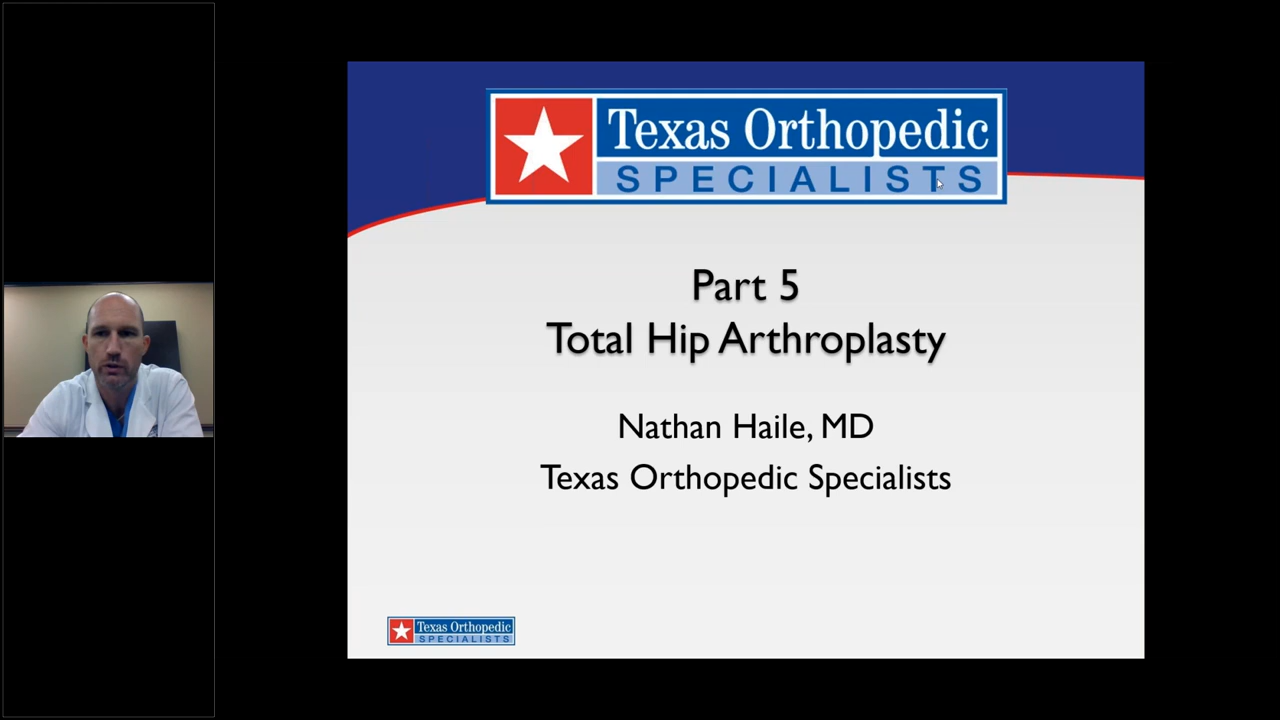 Texas Orthopedic
SPECIALISTS
Part 5
Total Hip Arthroplasty
Nathan Haile, MD
Texas Orthopedic Specialists
Texas Orthopedic
SPECIALISTS